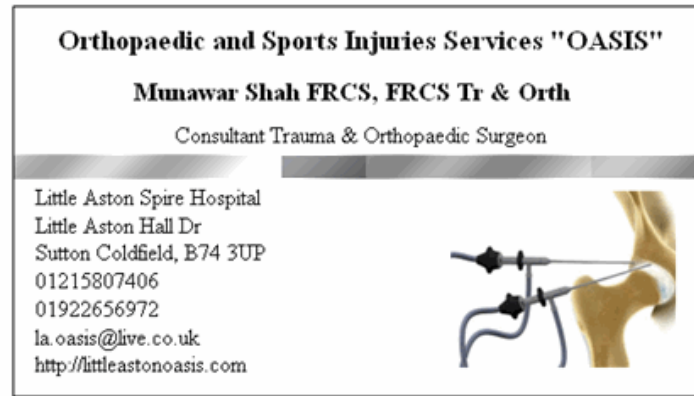 Orthopaedic and Sports Injuries Services "OASIS"
Munawar Shah FRCS, FRCS Tr & Orth
Consultant Trauma & Orthopaedic Surgeon
Little Aston Spire Hospital
Little Aston Hall Dr
Sutton Coldfield, B74 3UP
01215807406
01922656972
la.oasis@live.co.uk
http://littleastonoasis.com